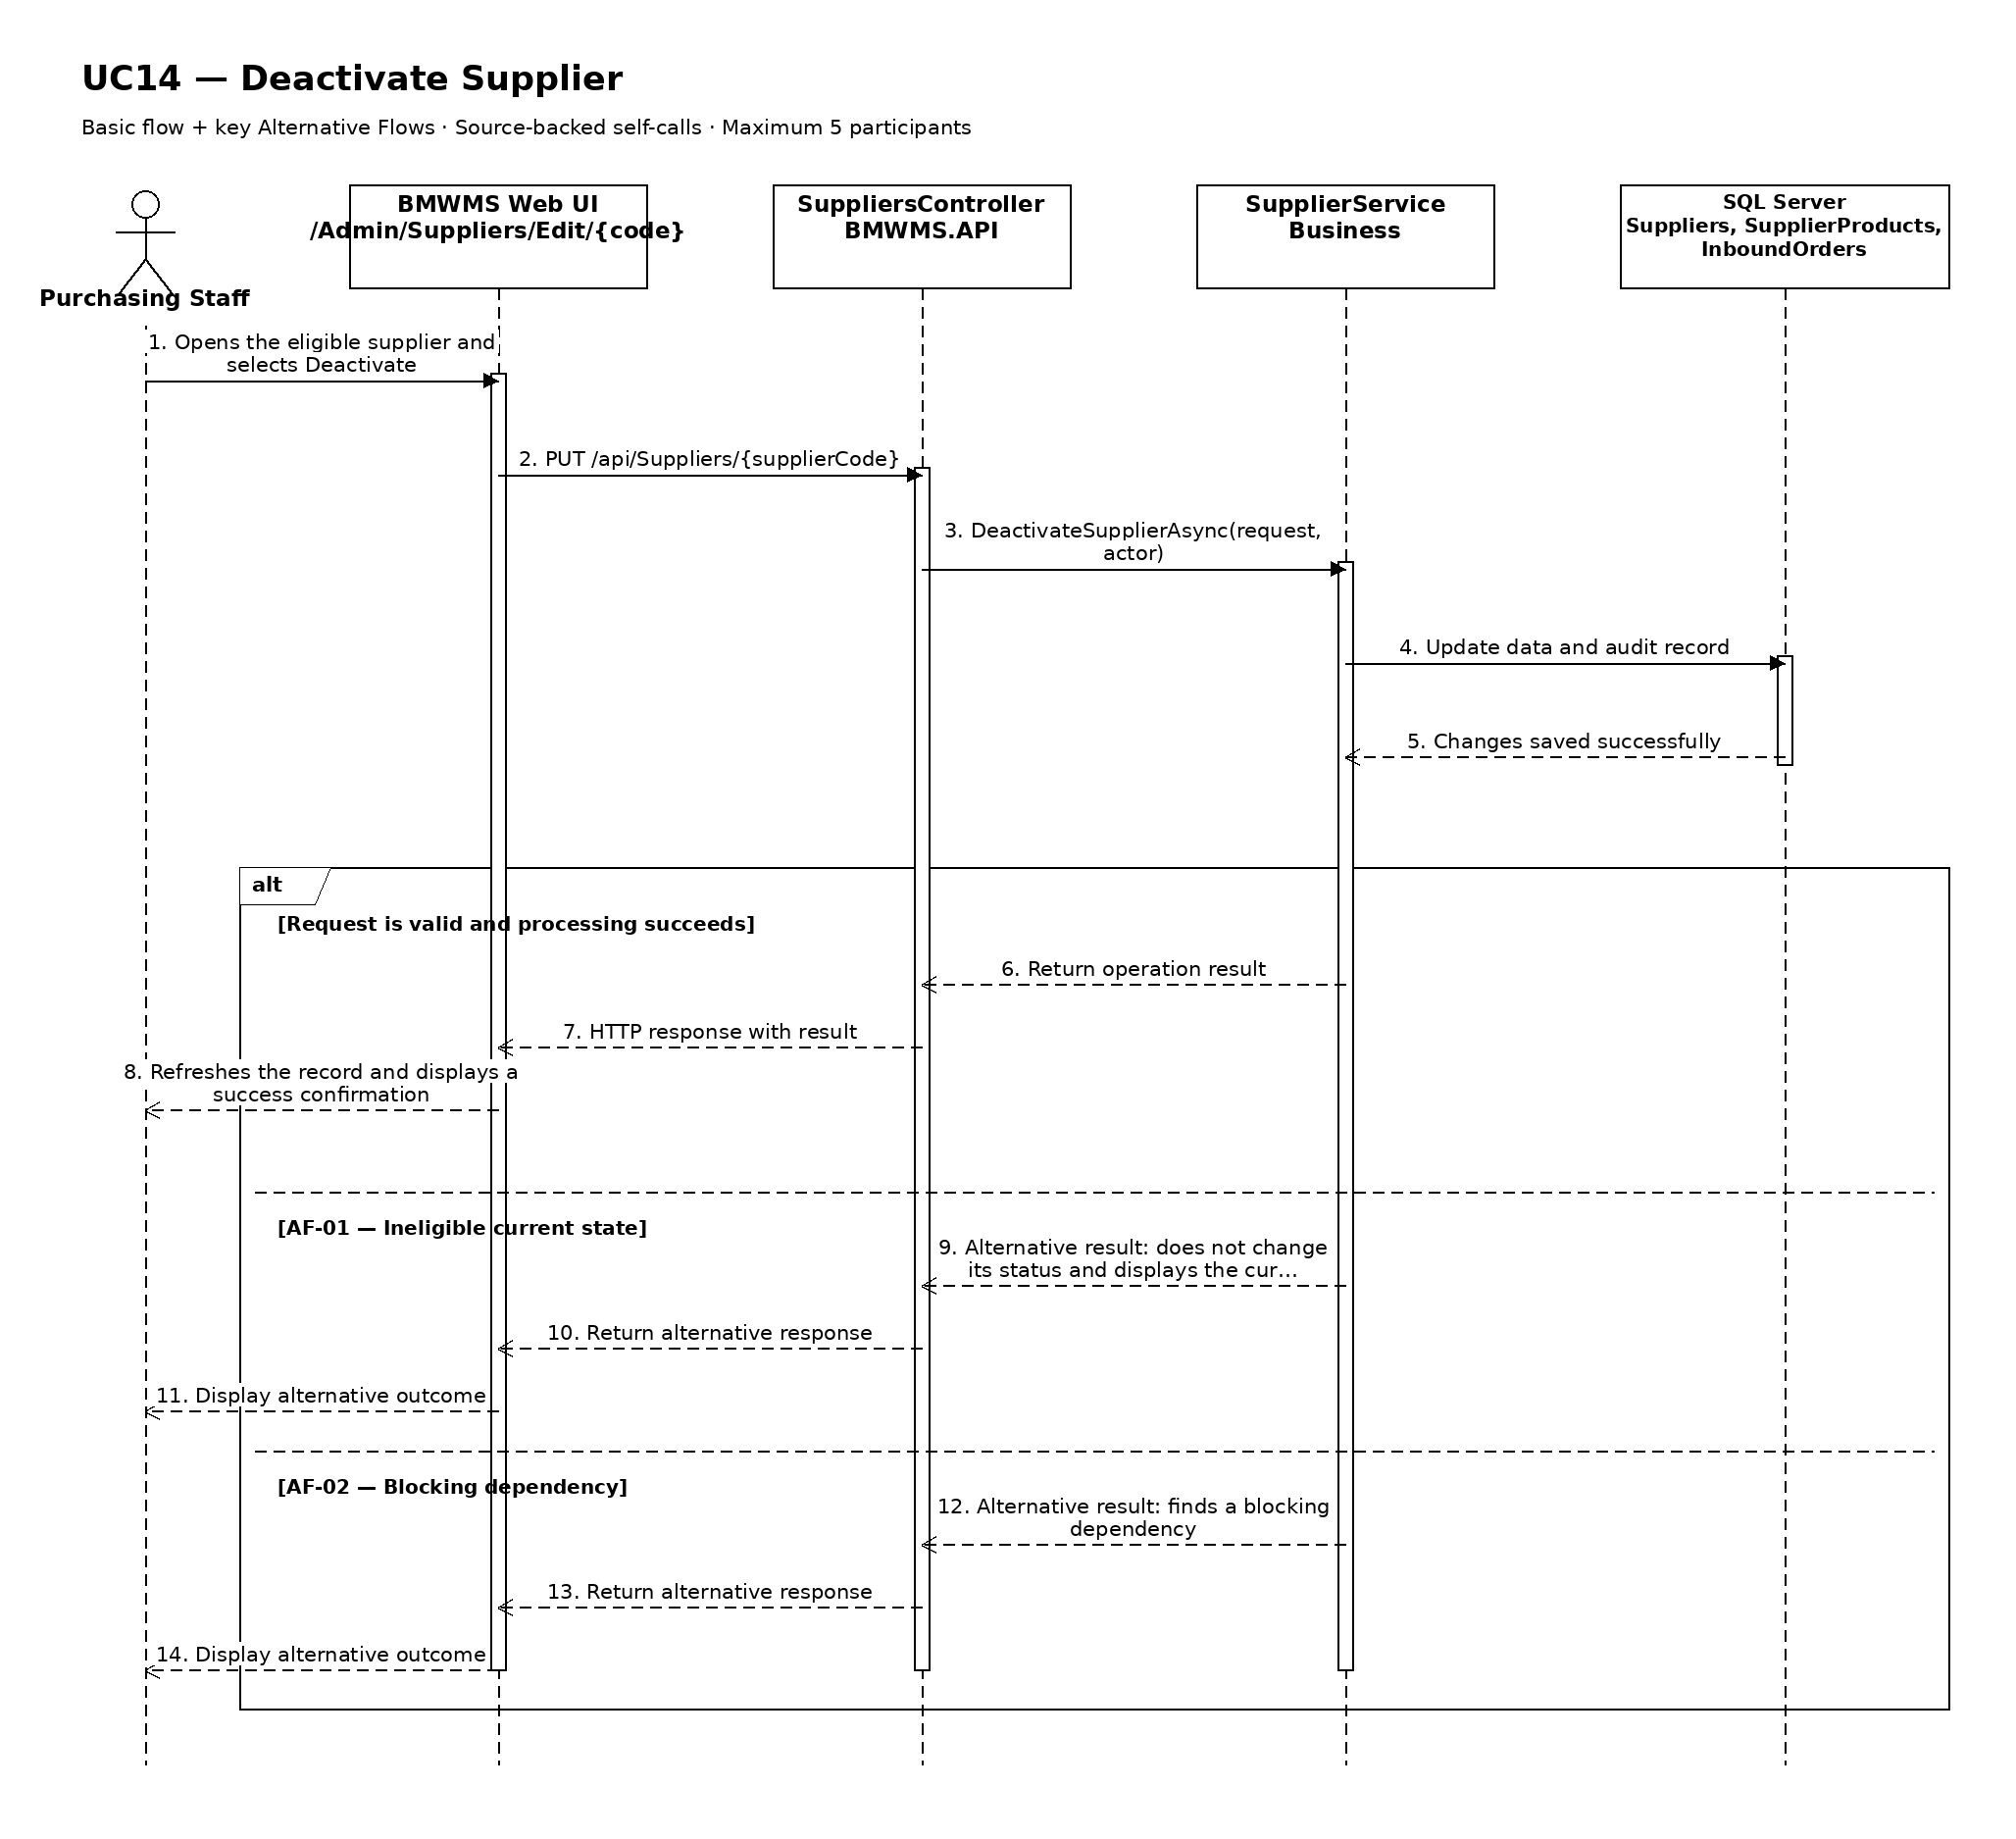 UC14 — Deactivate Supplier
Basic flow + key Alternative Flows · Source-backed self-calls · Maximum 5 participants
Purchasing Staff
BMWMS Web UI
/Admin/Suppliers/Edit/{code}
SuppliersController
BMWMS.API
SupplierService
Business
SQL Server
Suppliers, SupplierProducts,
InboundOrders
1. Opens the eligible supplier and
selects Deactivate
2. PUT /api/Suppliers/{supplierCode}
3. DeactivateSupplierAsync(request,
actor)
4. Update data and audit record
5. Changes saved successfully
alt
[Request is valid and processing succeeds]
6. Return operation result
7. HTTP response with result
8. Refreshes the record and displays a
success confirmation
[AF-01 — Ineligible current state]
9. Alternative result: does not change
its status and displays the cur...
10. Return alternative response
11. Display alternative outcome
[AF-02 — Blocking dependency]
12. Alternative result: finds a blocking
dependency
13. Return alternative response
14. Display alternative outcome